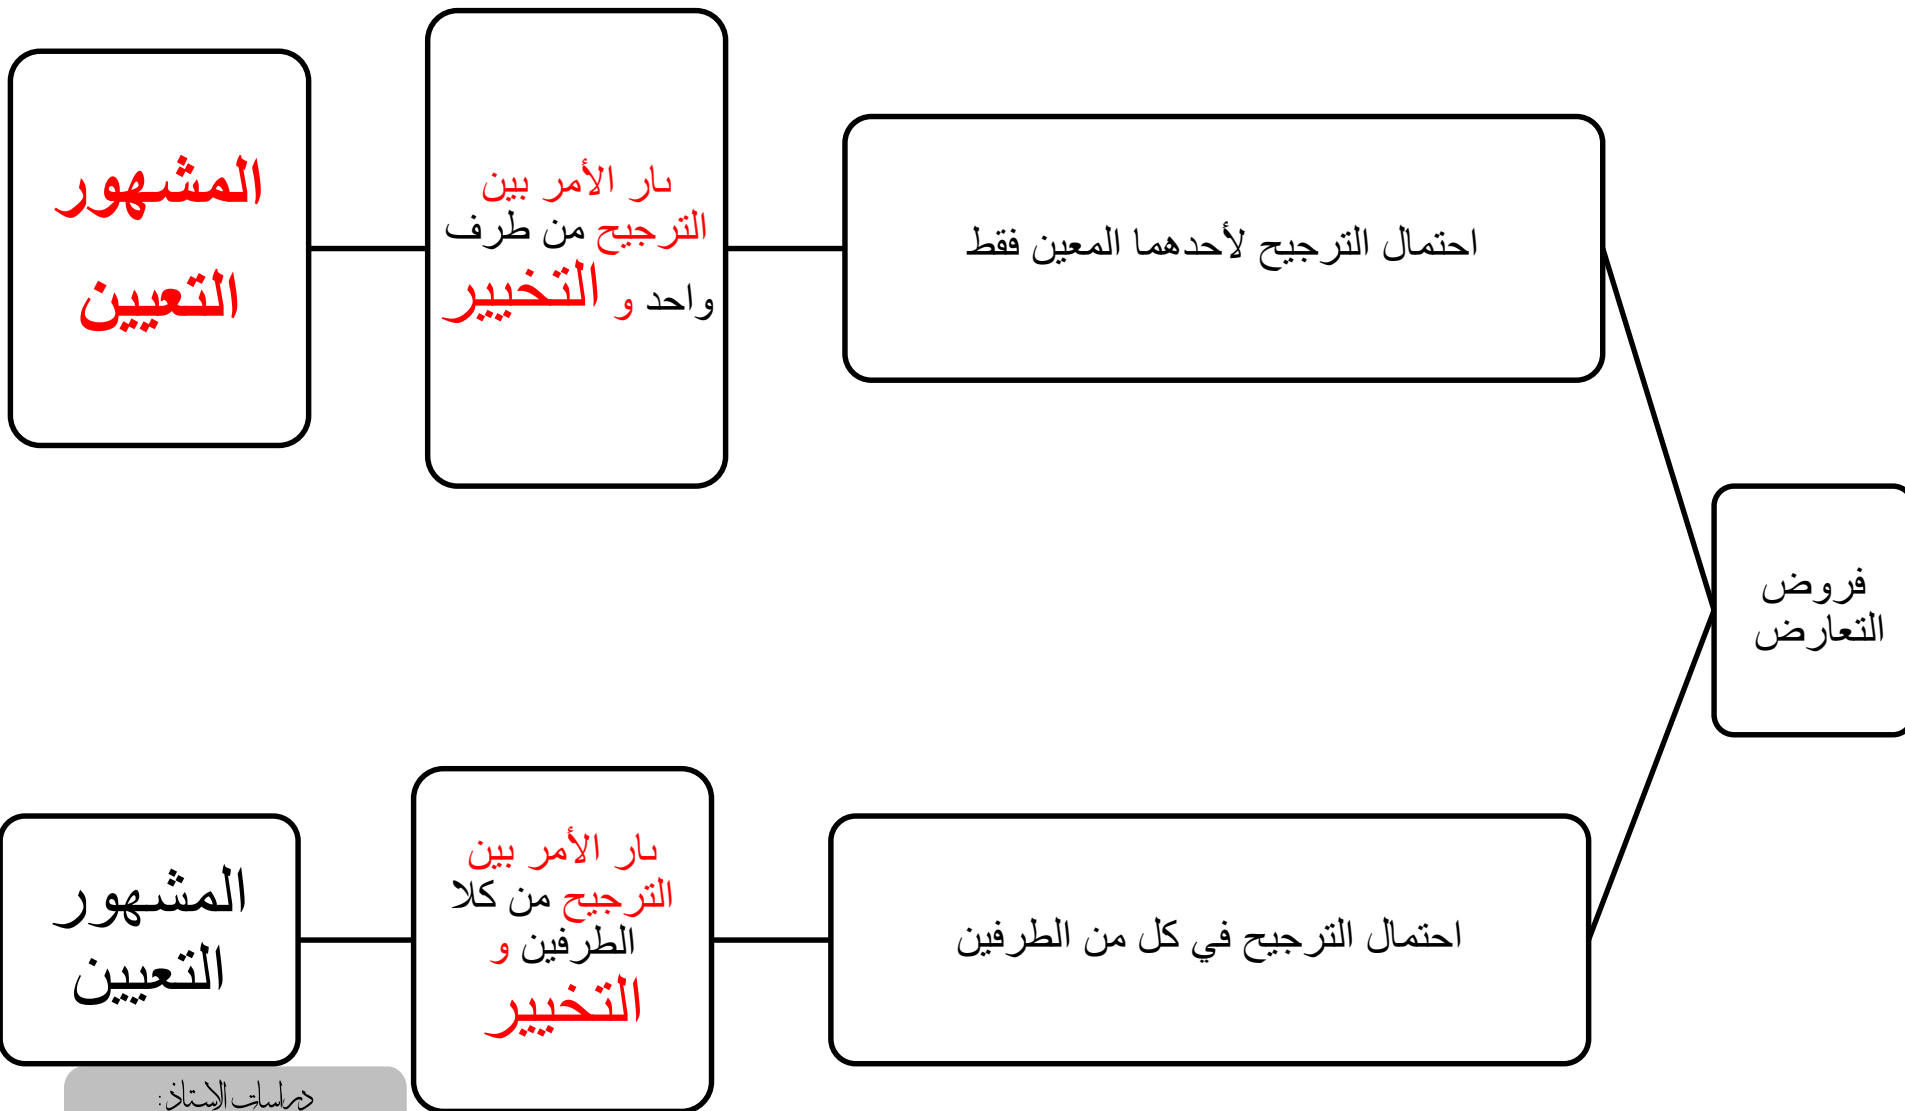 فروض
التعارض
احتمال الترجيح لأحدهما المعين فقط
دار الأمر بين
الترجيح من طرف
واحد و التخيير
المشهور
التعيين
احتمال الترجيح في كل من الطرفين
دار الأمر بين
الترجيح من كلا
الطرفين و
التخيير
المشهور
التعيين
دراسات الاستاذ: